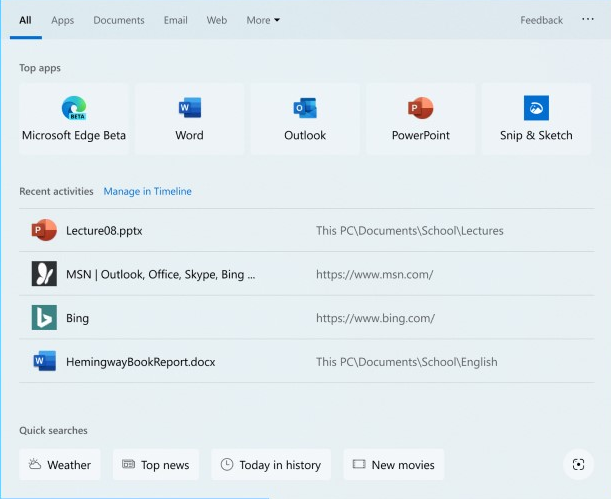 All Apps Documents Email Web More Feedback ...
Top apps
BETA
Microsoft Edge Beta Word Outlook PowerPoint Snip & Sketch
Recent activities Manage in Timeline
Lecture08.pptx This PC\Documents\School\Lectures
MSN | Outlook, Office, Skype, Bing ... https://www.msn.com/
Bing https://www.bing.com/
HemingwayBookReport.docx This PC\Documents\School\English
Quick searches
Weather Top news Today in history New movies